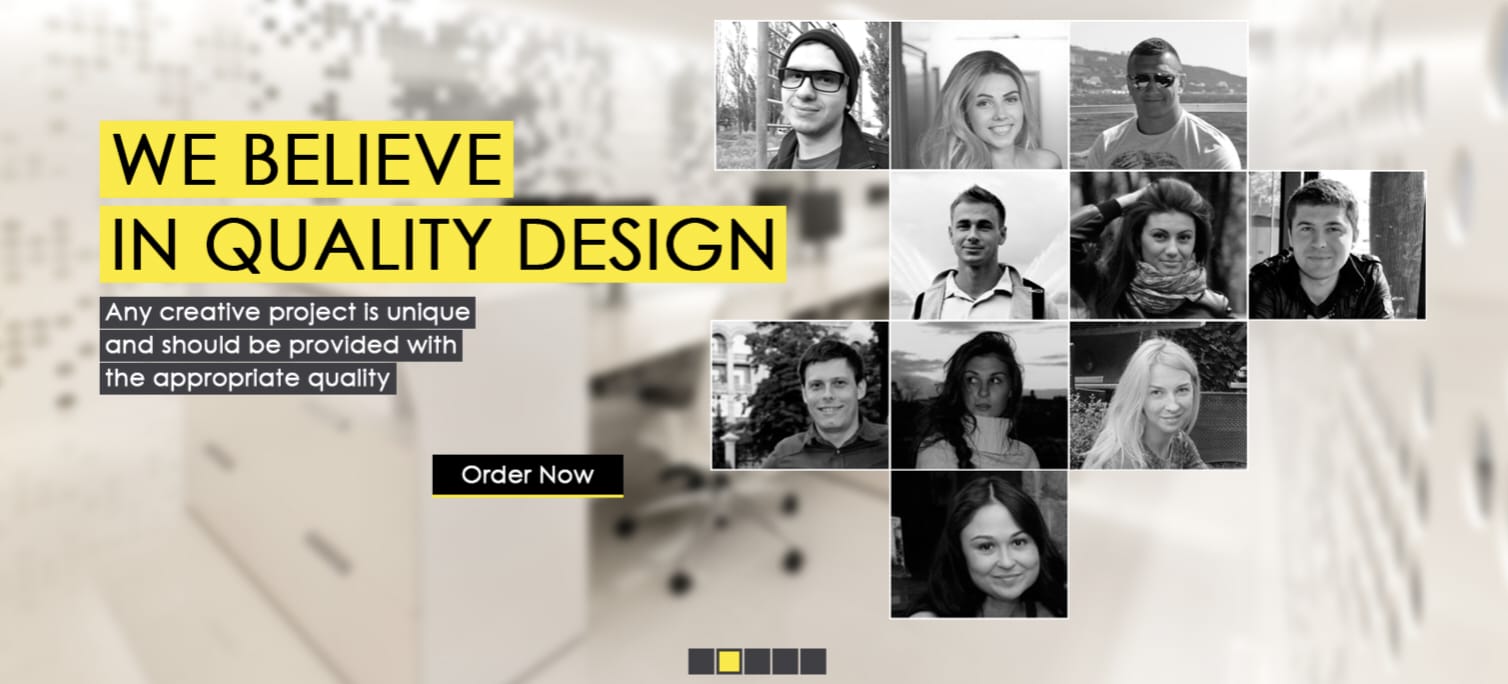 WE BELIEVE
IN QUALITY DESIGN
Any creative project is unique
and should be provided with
the appropriate quality
Order Now